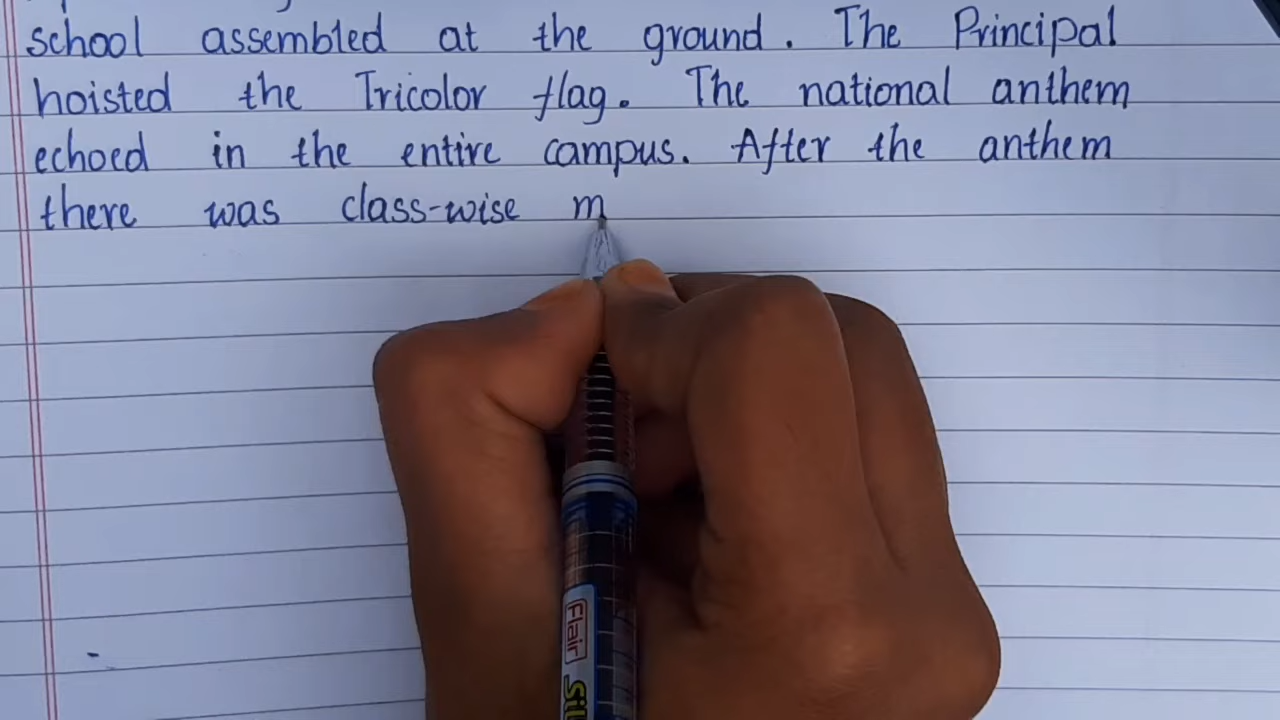 school assembled at the ground. The Principal
hoisted the Tricolor flag. The national anthem
echoed in the entire campus. After the anthem
there was class-wise m
Flair